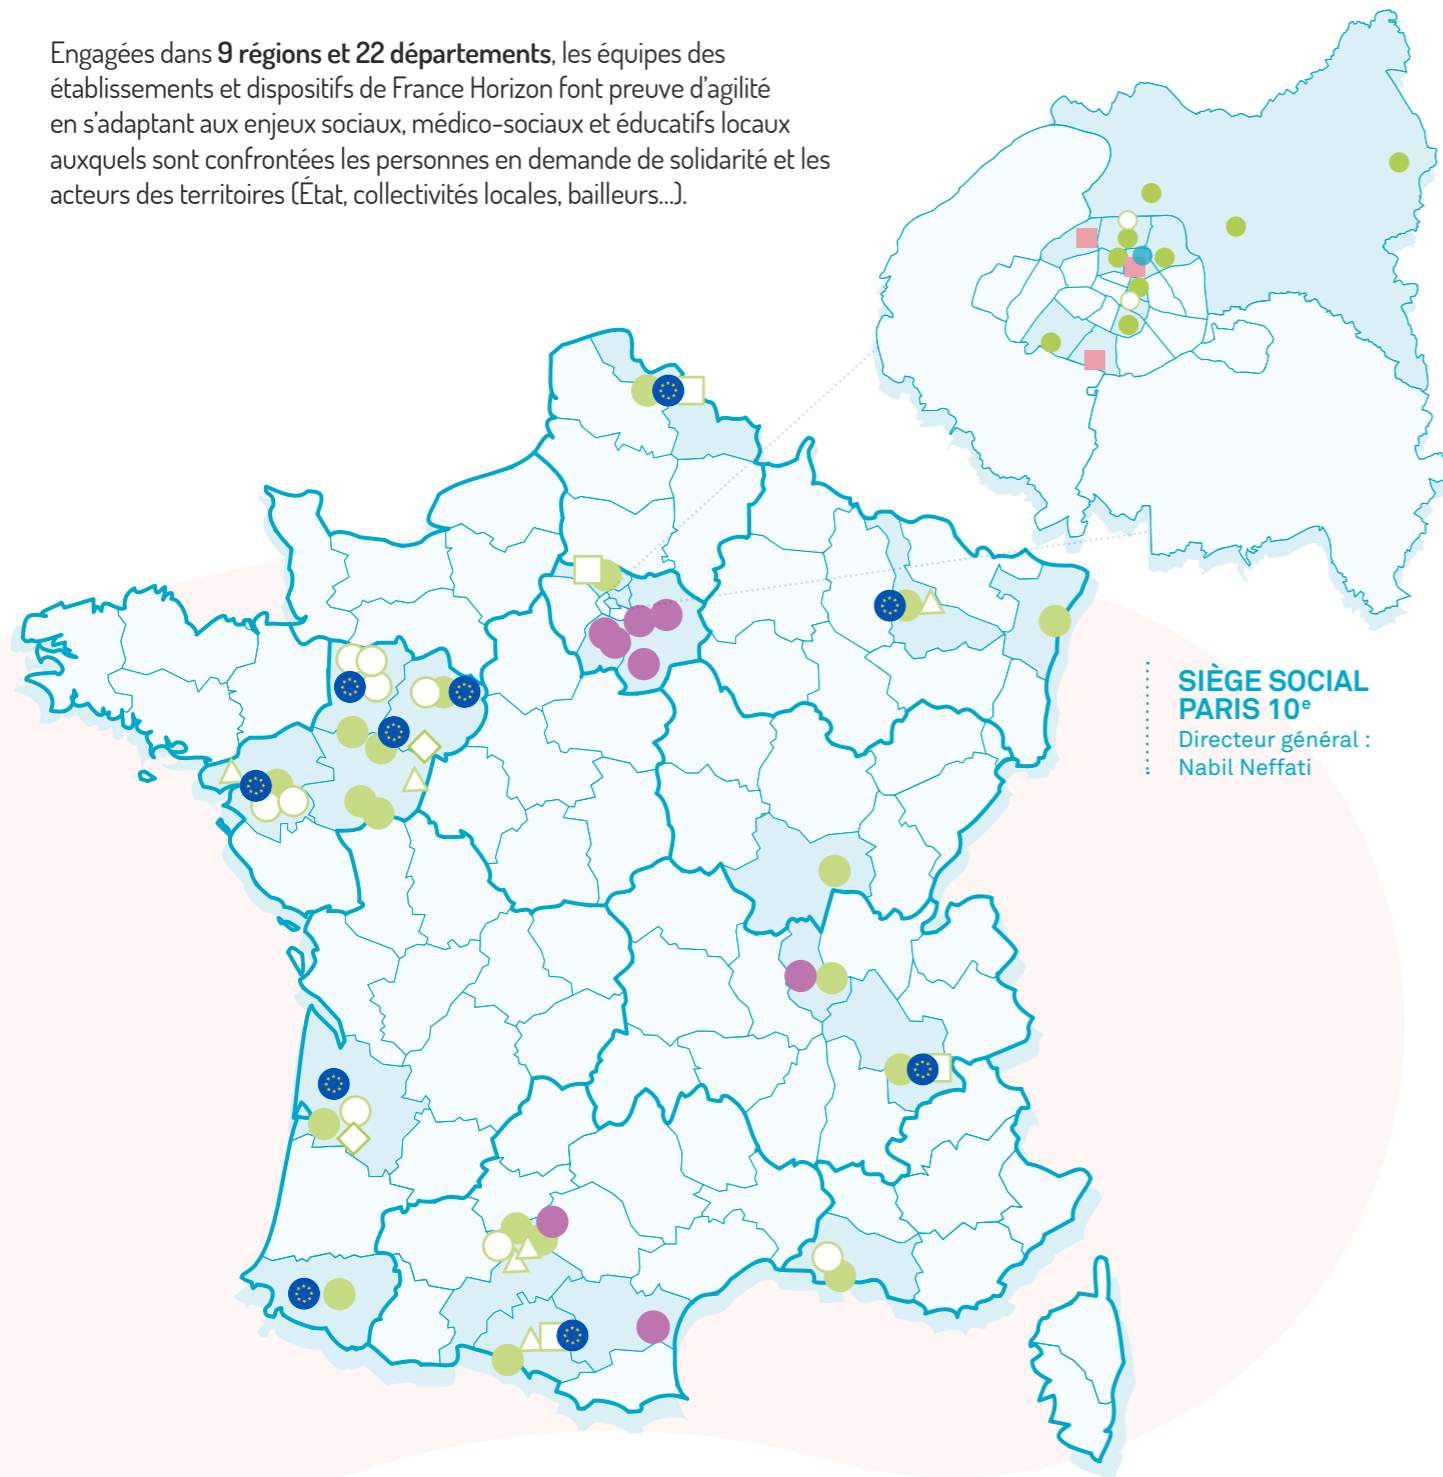 Engagées dans 9 régions et 22 départements, les équipes des
établissements et dispositifs de France Horizon font preuve d’agilité
en s’adaptant aux enjeux sociaux, médico-sociaux et éducatifs locaux
auxquels sont confrontées les personnes en demande de solidarité et les
acteurs des territoires (État, collectivités locales, bailleurs...).
SIÈGE SOCIAL
PARIS 10e
Directeur général :
Nabil Neffati